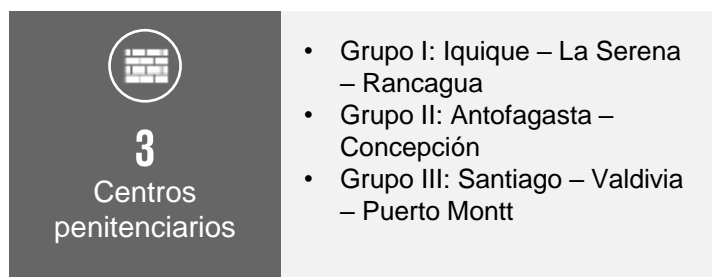 3
Centros
penitenciarios
• Grupo I: Iquique – La Serena
– Rancagua
• Grupo II: Antofagasta –
Concepción
• Grupo III: Santiago – Valdivia
– Puerto Montt